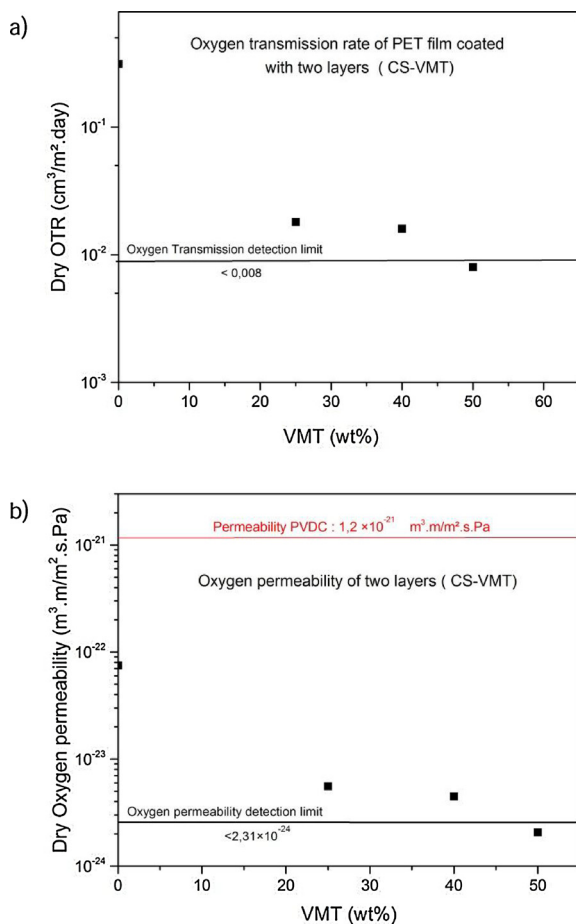 a)
Oxygen transmission rate of PET film coated
with two layers ( CS-VMT)
Dry OTR (cm³/m².day)
10⁻¹
10⁻²
10⁻³
Oxygen Transmission detection limit
< 0,008
0 10 20 30 40 50 60
VMT (wt%)
b)
Permeability PVDC : 1,2 ×10⁻²¹ m³.m/m².s.Pa
Oxygen permeability of two layers ( CS-VMT)
Dry Oxygen permeability (m³.m/m².s.Pa)
10⁻²¹
10⁻²²
10⁻²³
10⁻²⁴
Oxygen permeability detection limit
<2,31×10⁻²⁴
0 10 20 30 40 50
VMT (wt%)